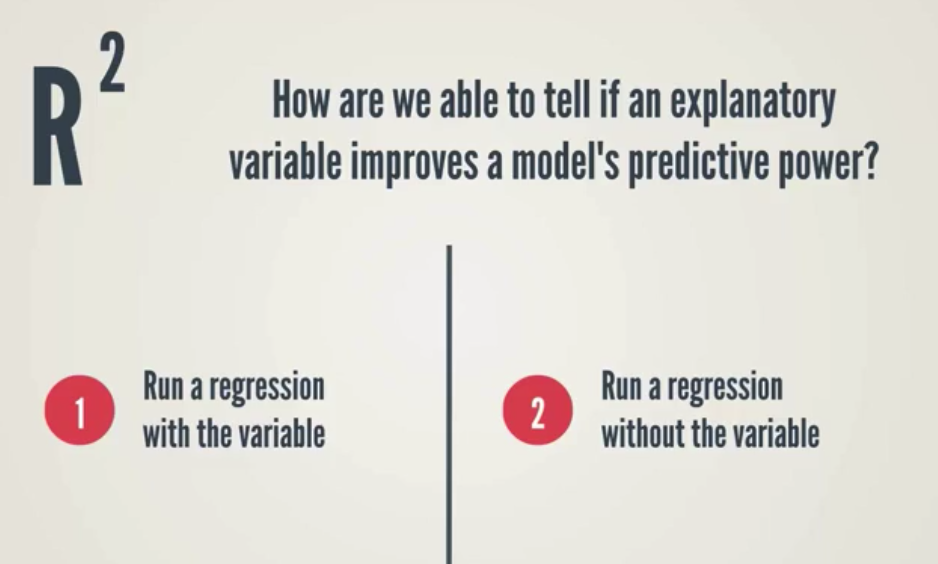 R²
How are we able to tell if an explanatory
variable improves a model's predictive power?
1
Run a regression
with the variable
2
Run a regression
without the variable